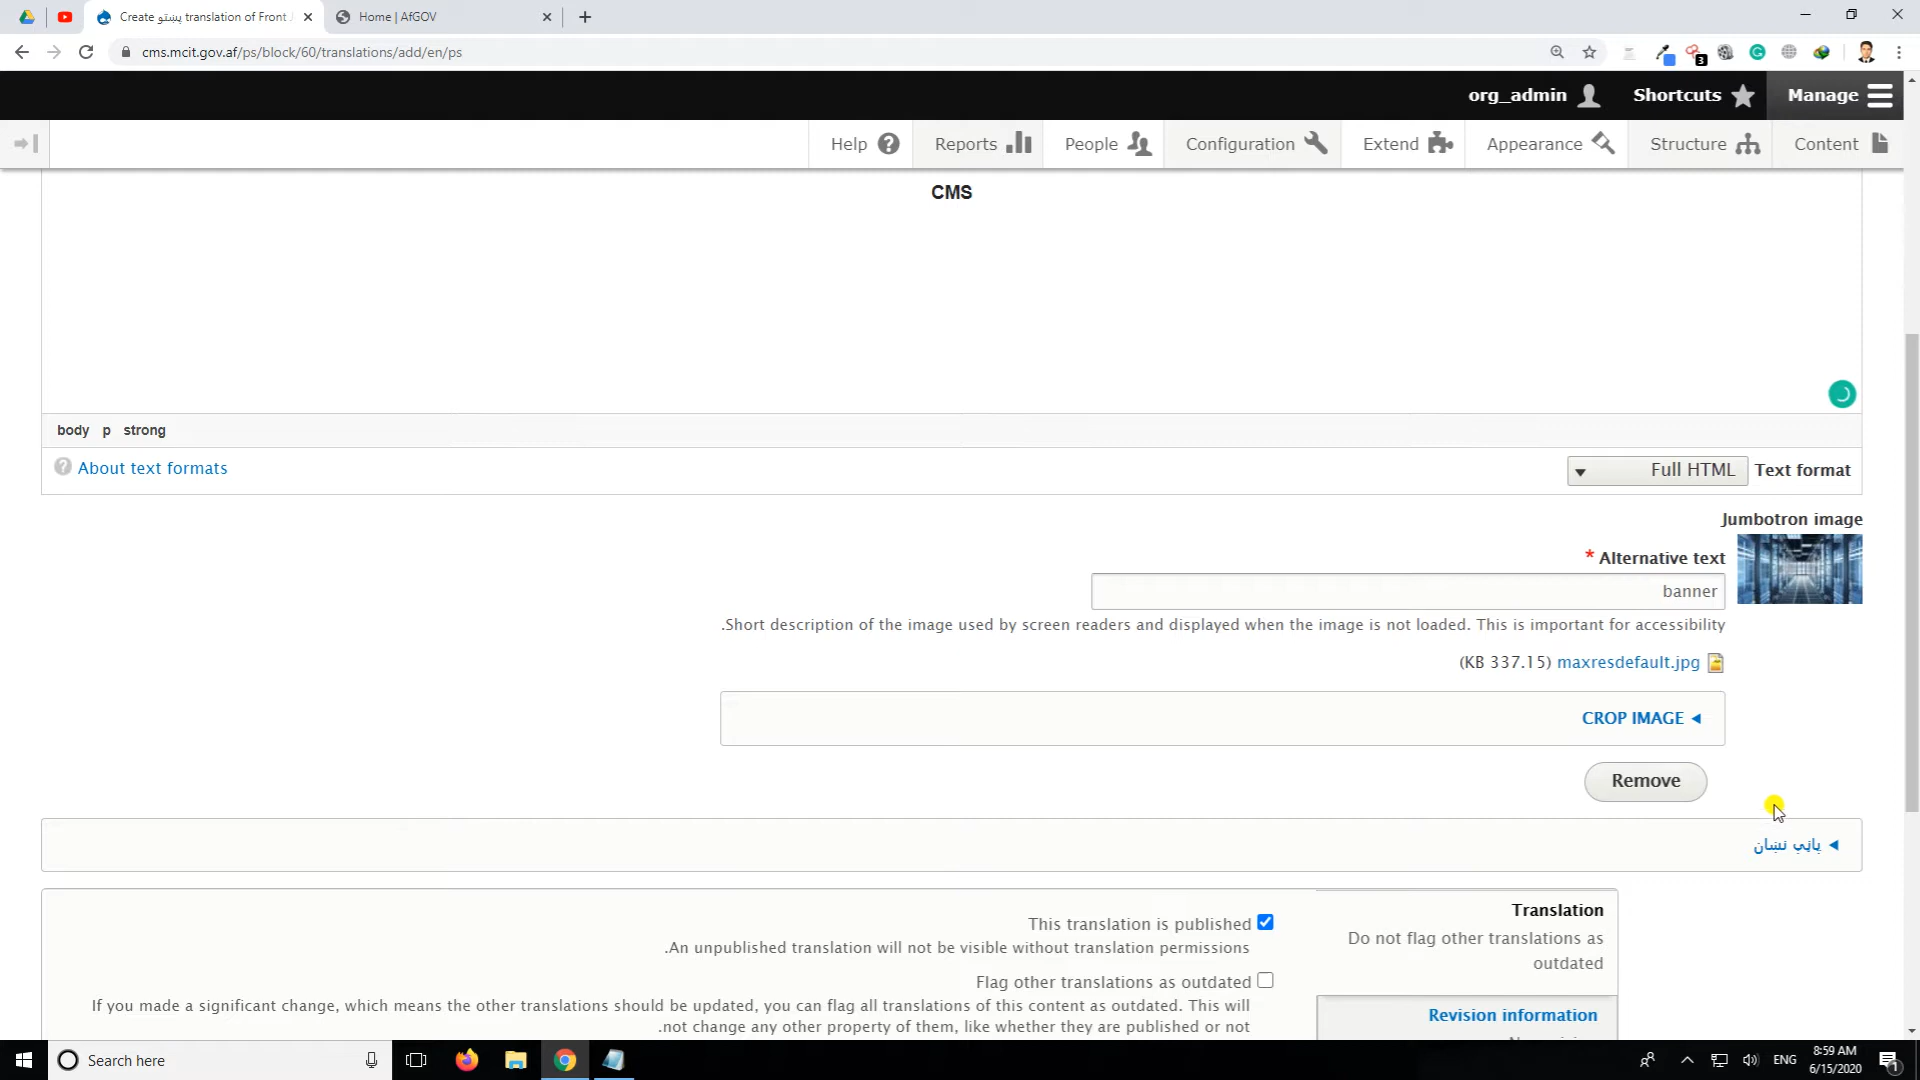 Create پښتو translation of Front
Home | AfGOV
cms.mcit.gov.af/ps/block/60/translations/add/en/ps
3
org_admin
Shortcuts
Manage
Help
Reports
People
Configuration
Extend
Appearance
Structure
Content
CMS
body p strong
About text formats
Full HTML
Text format
Jumbotron image
* Alternative text
banner
.Short description of the image used by screen readers and displayed when the image is not loaded. This is important for accessibility
(KB 337.15) maxresdefault.jpg
CROP IMAGE
Remove
پاڼې نښان
This translation is published
.An unpublished translation will not be visible without translation permissions
Flag other translations as outdated
If you made a significant change, which means the other translations should be updated, you can flag all translations of this content as outdated. This will
.not change any other property of them, like whether they are published or not
Translation
Do not flag other translations as
outdated
Revision information
Search here
ENG
8:59 AM
6/15/2020
1